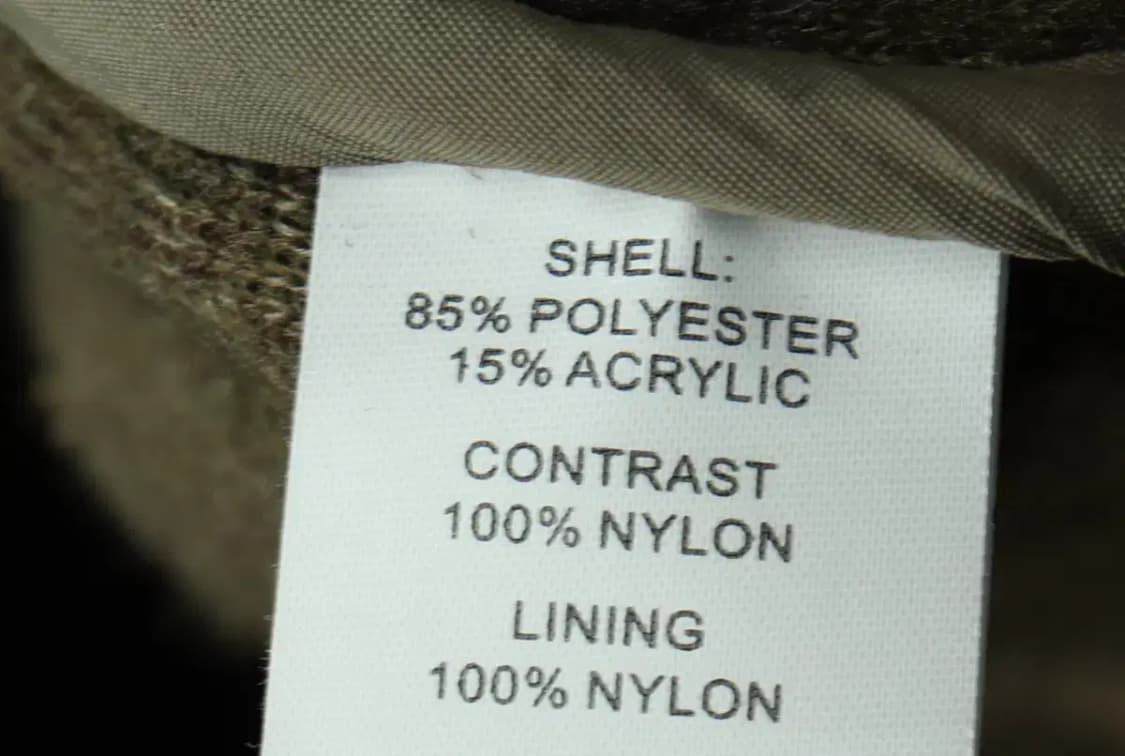 SHELL:
85% POLYESTER
15% ACRYLIC
CONTRAST
100% NYLON
LINING
100% NYLON